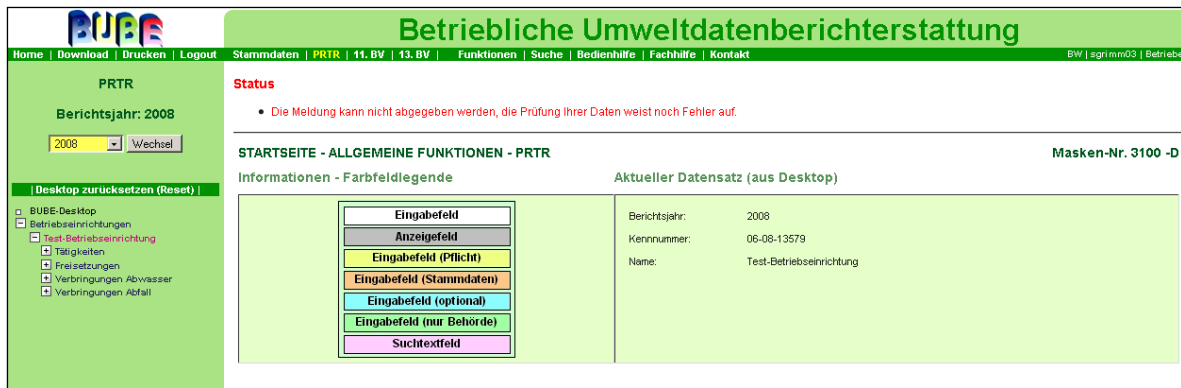 BUBE
Betriebliche Umweltdatenberichterstattung
Home | Download | Drucken | Logout
Stammdaten | PRTR | 11. BV | 13. BV | Funktionen | Suche | Bedienhilfe | Fachhilfe | Kontakt
BW | sgrimm03 | Betriebe
PRTR
Berichtsjahr: 2008
2008 Wechsel
| Desktop zurücksetzen (Reset) |
BUBE-Desktop
Betriebseinrichtungen
Test-Betriebseinrichtung
Tätigkeiten
Freisetzungen
Verbringungen Abwasser
Verbringungen Abfall
Status
• Die Meldung kann nicht abgegeben werden, die Prüfung Ihrer Daten weist noch Fehler auf.
STARTSEITE - ALLGEMEINE FUNKTIONEN - PRTR
Masken-Nr. 3100 -D
Informationen - Farbfeldlegende
Eingabefeld
Anzeigefeld
Eingabefeld (Pflicht)
Eingabefeld (Stammdaten)
Eingabefeld (optional)
Eingabefeld (nur Behörde)
Suchtextfeld
Aktueller Datensatz (aus Desktop)
Berichtsjahr: 2008
Kennnummer: 06-08-13579
Name: Test-Betriebseinrichtung